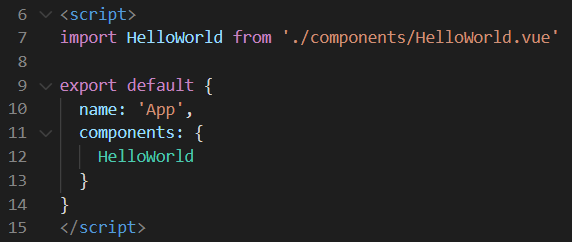 6 <script>
7 import HelloWorld from './components/HelloWorld.vue'
8
9 export default {
10   name: 'App',
11   components: {
12     HelloWorld
13   }
14 }
15 </script>